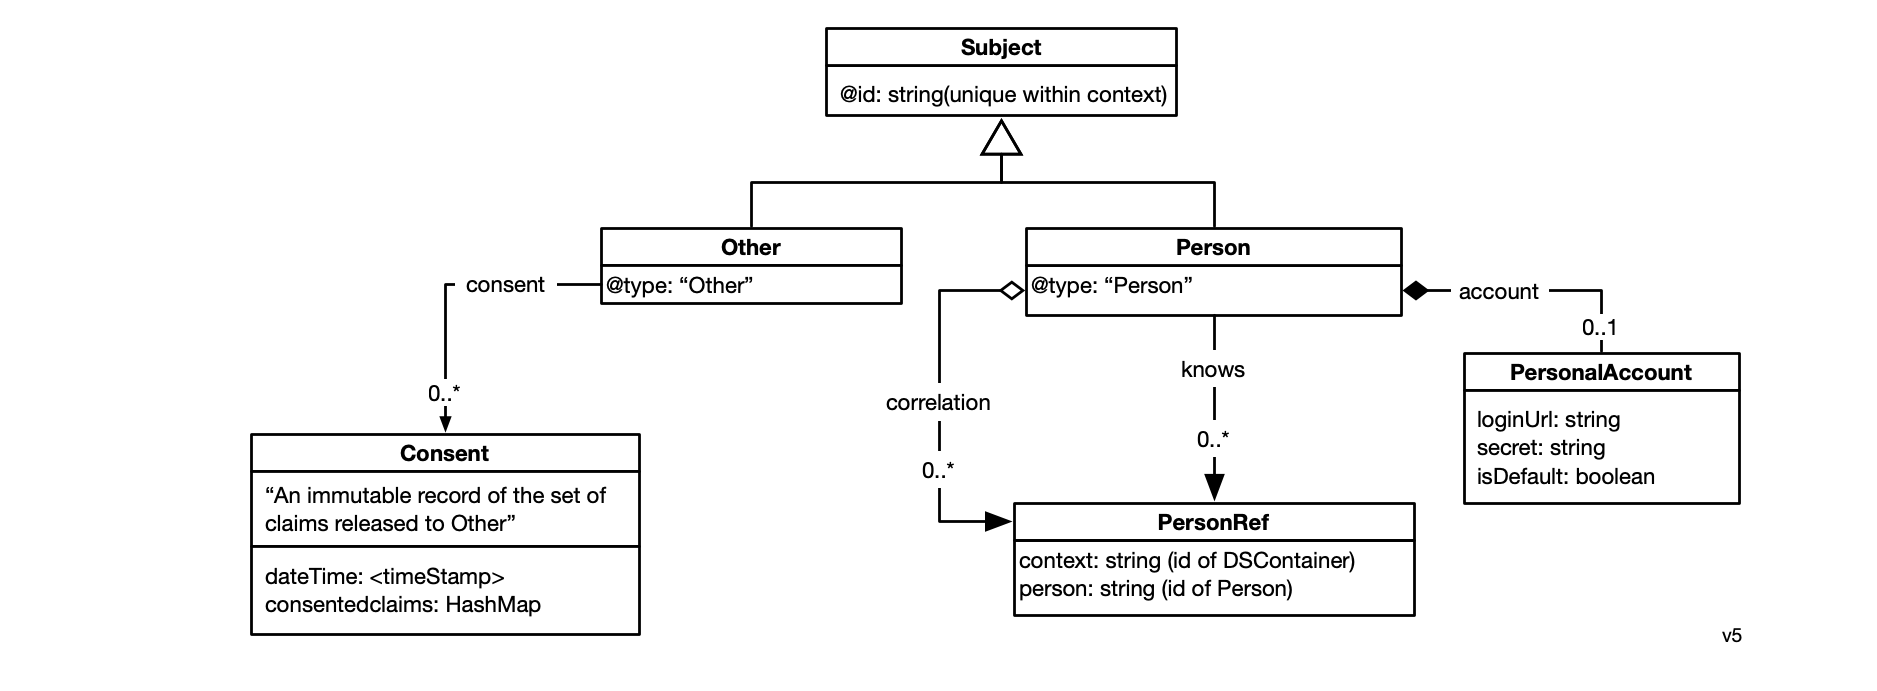 Subject
@id: string(unique within context)
Other
@type: “Other”
Person
@type: “Person”
consent
0..*
account
0..1
knows
0..*
correlation
0..*
Consent
“An immutable record of the set of
claims released to Other”
dateTime: <timeStamp>
consentedclaims: HashMap
PersonRef
context: string (id of DSContainer)
person: string (id of Person)
PersonalAccount
loginUrl: string
secret: string
isDefault: boolean
v5